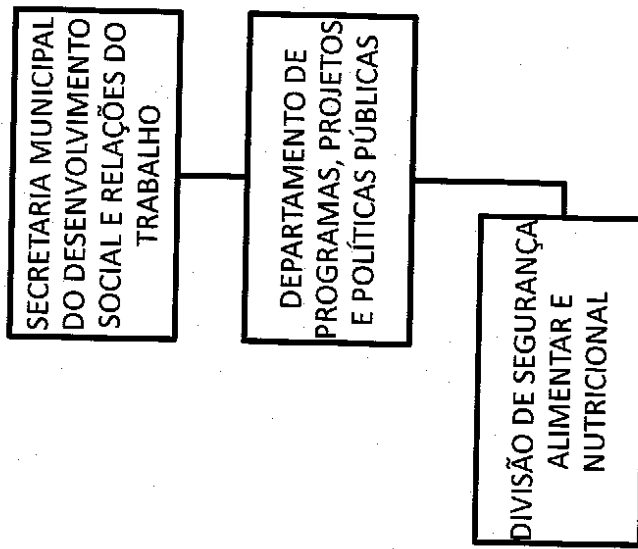 SECRETARIA MUNICIPAL
DO DESENVOLVIMENTO
SOCIAL E RELAÇÕES DO
TRABALHO
DEPARTAMENTO DE
PROGRAMAS, PROJETOS
E POLÍTICAS PÚBLICAS
DIVISÃO DE SEGURANÇA
ALIMENTAR E
NUTRICIONAL